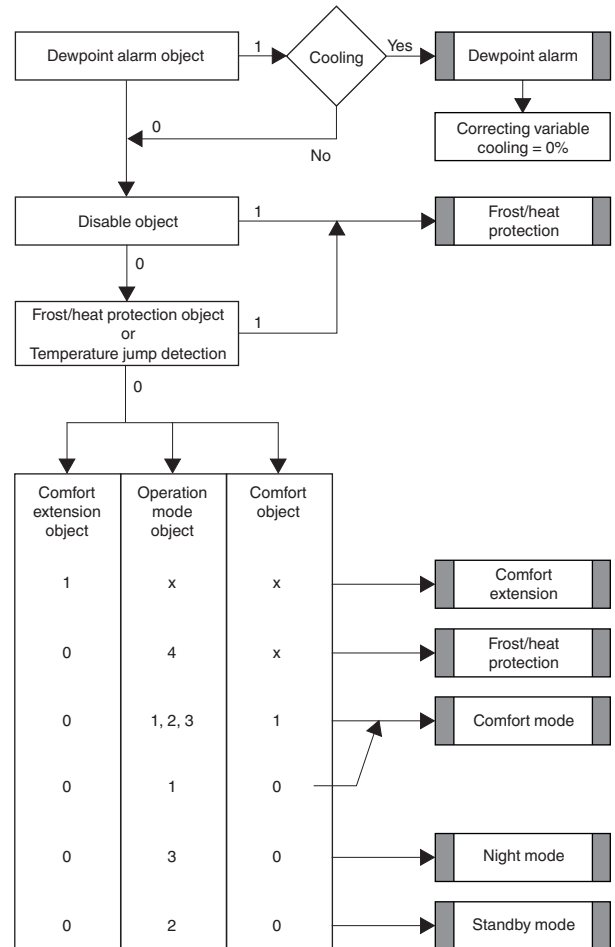 Dewpoint alarm object
1
Cooling
Yes
Dewpoint alarm
Correcting variable
cooling = 0%
0
No
Disable object
1
Frost/heat
protection
0
Frost/heat protection object
or
Temperature jump detection
1
0
Comfort
extension
object
Operation
mode
object
Comfort
object
1 x x
Comfort
extension
0 4 x
Frost/heat
protection
0 1, 2, 3 1
Comfort mode
0 1 0
0 3 0
Night mode
0 2 0
Standby mode